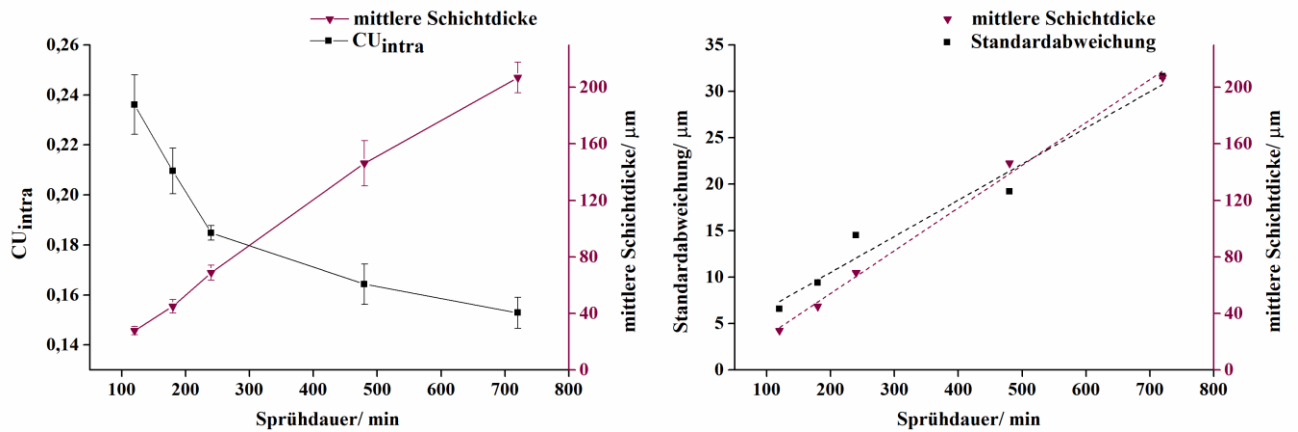 mittlere Schichtdicke
CUintra
0,26
0,24
0,22
0,20
0,18
0,16
0,14
CUintra
200
160
120
80
40
0
mittlere Schichtdicke/ µm
100 200 300 400 500 600 700 800
Sprühdauer/ min
mittlere Schichtdicke
Standardabweichung
35
30
25
20
15
10
5
0
Standardabweichung/ µm
200
160
120
80
40
0
mittlere Schichtdicke/ µm
100 200 300 400 500 600 700 800
Sprühdauer/ min